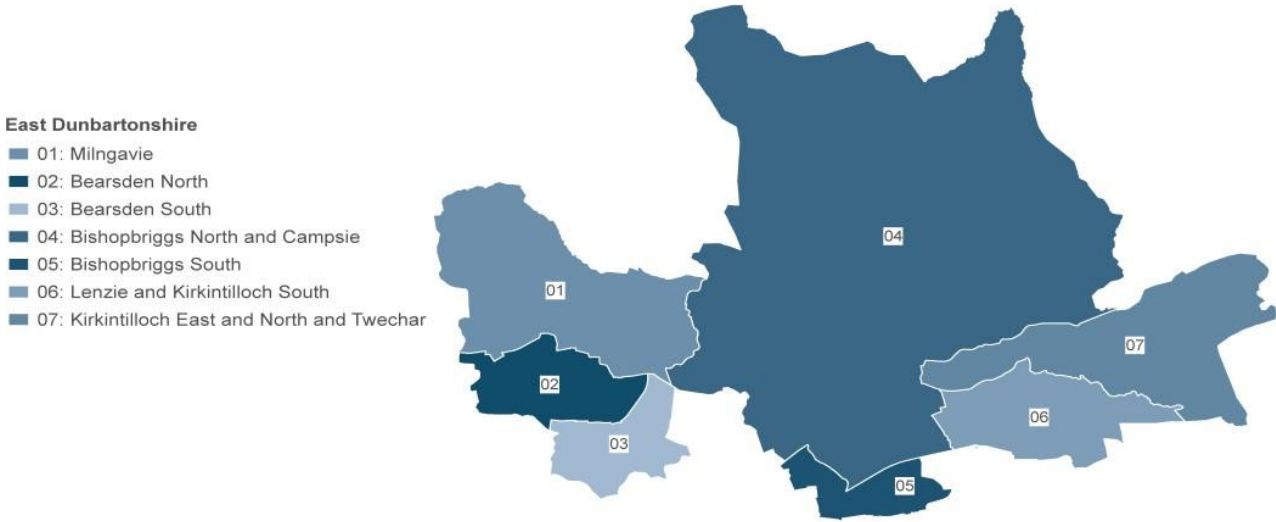 East Dunbartonshire
01: Milngavie
02: Bearsden North
03: Bearsden South
04: Bishopbriggs North and Campsie
05: Bishopbriggs South
06: Lenzie and Kirkintilloch South
07: Kirkintilloch East and North and Twechar
04
01
07
02
06
03
05